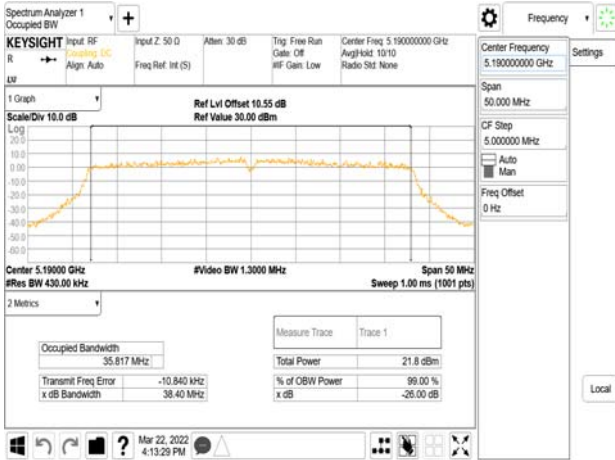 Spectrum Analyzer 1
Occupied BW
+
Frequency
KEYSIGHT
R
LXI
Input: RF
Coupling: DC
Align: Auto
Input Z: 50 Ω
Freq Ref: Int (S)
Atten: 30 dB
Trig: Free Run
Gate: Off
#IF Gain: Low
Center Freq: 5.190000000 GHz
Avg|Hold: 10/10
Radio Std: None
Center Frequency
5.190000000 GHz
Settings
Span
50.000 MHz
CF Step
5.000000 MHz
Auto
Man
Freq Offset
0 Hz
Local
1 Graph
Scale/Div 10.0 dB
Ref Lvl Offset 10.55 dB
Ref Value 30.00 dBm
Log
20.0
10.0
0.00
-10.0
-20.0
-30.0
-40.0
-50.0
-60.0
Center 5.19000 GHz
#Res BW 430.00 kHz
#Video BW 1.3000 MHz
Span 50 MHz
Sweep 1.00 ms (1001 pts)
2 Metrics
Measure Trace Trace 1
Occupied Bandwidth
35.817 MHz
Total Power 21.8 dBm
Transmit Freq Error -10.840 kHz
% of OBW Power 99.00 %
x dB Bandwidth 38.40 MHz
x dB -26.00 dB
?
Mar 22, 2022
4:13:29 PM